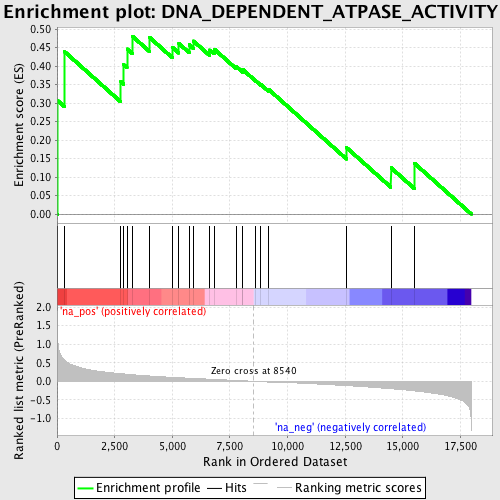 Enrichment plot: DNA_DEPENDENT_ATPASE_ACTIVITY
Enrichment score (ES)
0.50
0.45
0.40
0.35
0.30
0.25
0.20
0.15
0.10
0.05
0.00
Ranked list metric (PreRanked)
2.0
1.5
1.0
0.5
0.0
-0.5
-1.0
'na_pos' (positively correlated)
Zero cross at 8540
'na_neg' (negatively correlated)
0
2,500
5,000
7,500
10,000
12,500
15,000
17,500
Rank in Ordered Dataset
Enrichment profile
Hits
Ranking metric scores